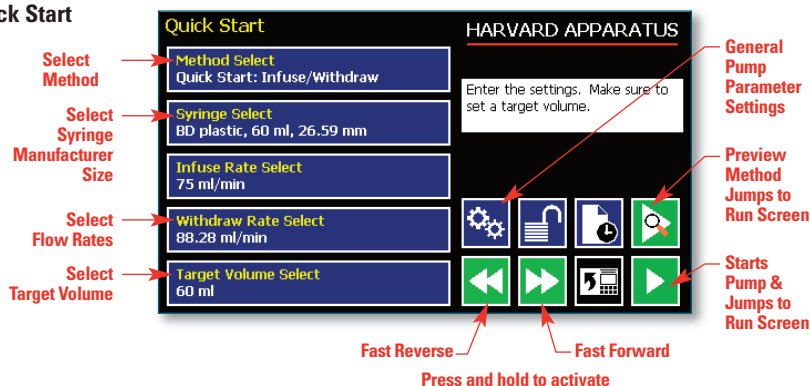 ck Start
Select
Method
Select
Syringe
Manufacturer
Size
Select
Flow Rates
Select
Target Volume
Quick Start
Method Select
Quick Start: Infuse/Withdraw
Syringe Select
BD plastic, 60 ml, 26.59 mm
Infuse Rate Select
75 ml/min
Withdraw Rate Select
88.28 ml/min
Target Volume Select
60 ml
HARVARD APPARATUS
Enter the settings. Make sure to
set a target volume.
General
Pump
Parameter
Settings
Preview
Method
Jumps to
Run Screen
Starts
Pump &
Jumps to
Run Screen
Fast Reverse
Fast Forward
Press and hold to activate